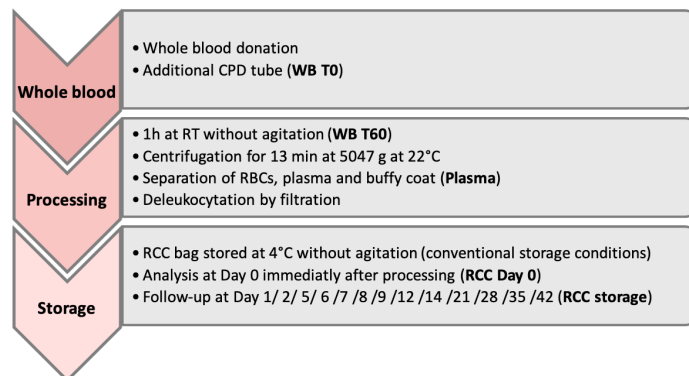 Whole blood
• Whole blood donation
• Additional CPD tube (WB T0)
Processing
• 1h at RT without agitation (WB T60)
• Centrifugation for 13 min at 5047 g at 22°C
• Separation of RBCs, plasma and buffy coat (Plasma)
• Deleukocytation by filtration
Storage
• RCC bag stored at 4°C without agitation (conventional storage conditions)
• Analysis at Day 0 immediatly after processing (RCC Day 0)
• Follow-up at Day 1/ 2/ 5/ 6 /7 /8 /9 /12 /14 /21 /28 /35 /42 (RCC storage)